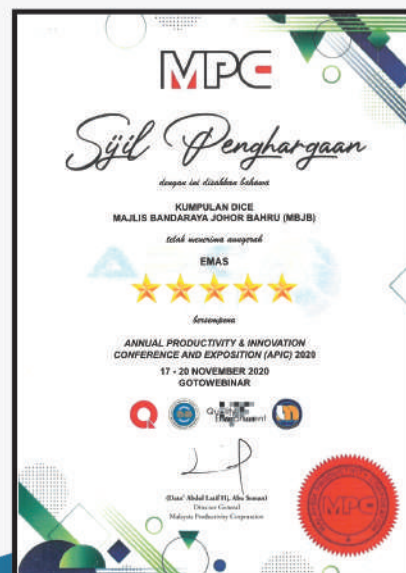 MPC
Sijil Penghargaan
dengan ini disahkan bahawa
KUMPULAN DICE
MAJLIS BANDARAYA JOHOR BAHRU (MBJB)
telah menerima anugerah
EMAS
bersempena
ANNUAL PRODUCTIVITY & INNOVATION
CONFERENCE AND EXPOSITION (APIC) 2020
17 - 20 NOVEMBER 2020
GOTOWEBINAR
(Dato' Abdul Latif Hj. Abu Seman)
Director General
Malaysia Productivity Corporation
MPC